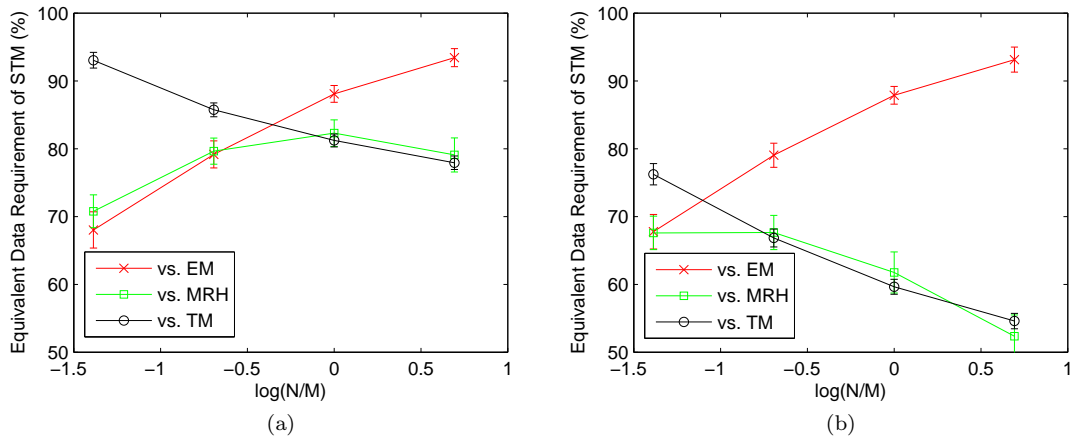 Equivalent Data Requirement of STM (%)
100
90
80
70
60
50
−1.5
−1
−0.5
0
0.5
1
log(N/M)
vs. EM
vs. MRH
vs. TM
(a)
Equivalent Data Requirement of STM (%)
100
90
80
70
60
50
−1.5
−1
−0.5
0
0.5
1
log(N/M)
vs. EM
vs. MRH
vs. TM
(b)